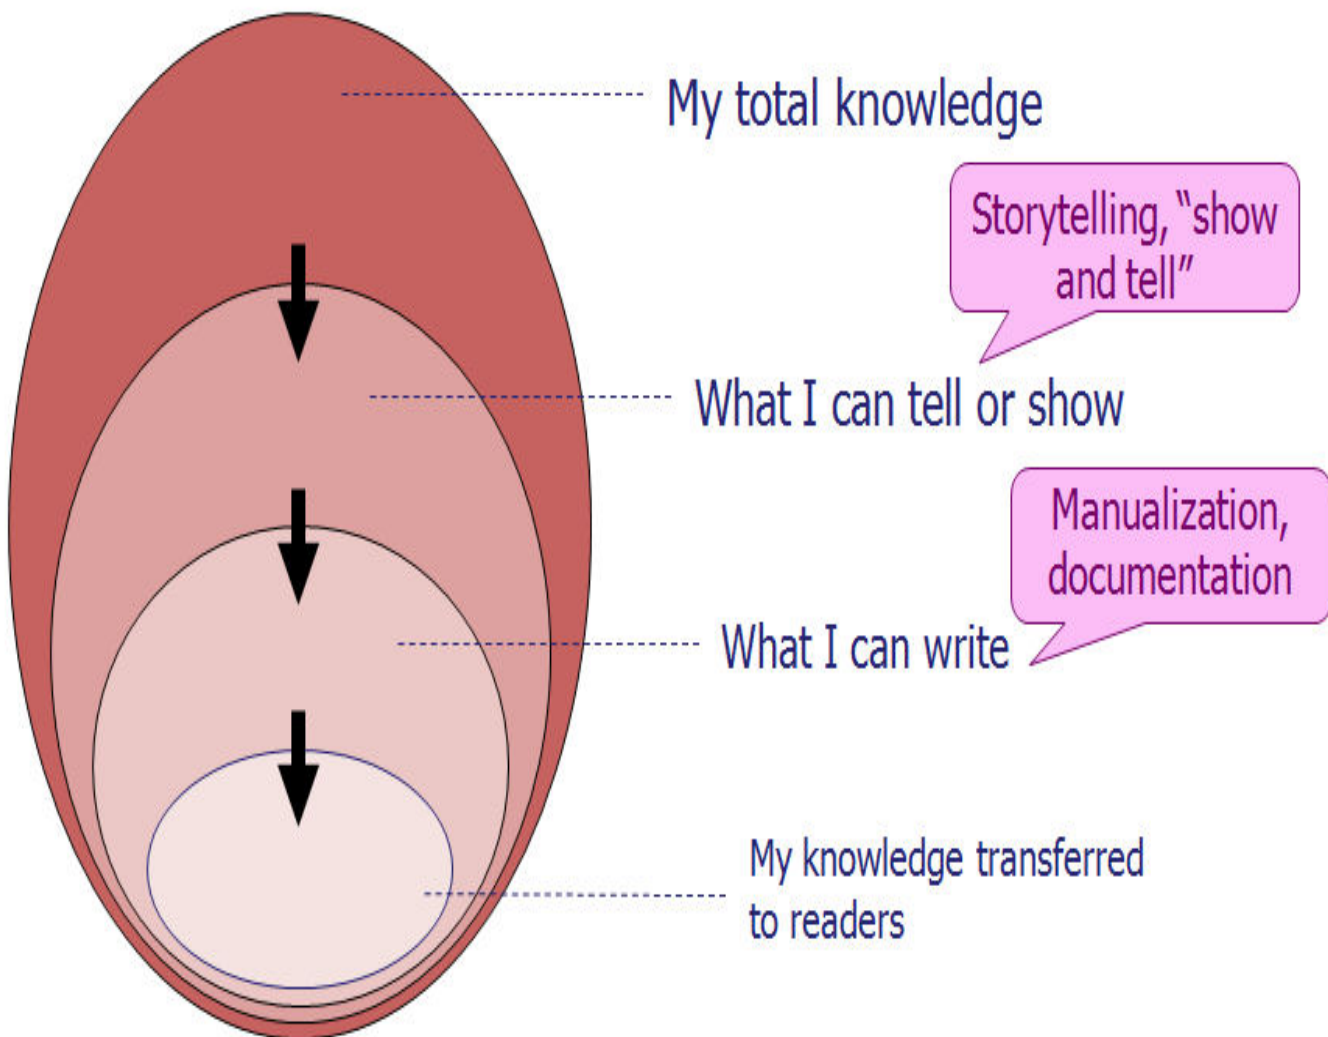 My total knowledge
Storytelling, “show
and tell”
What I can tell or show
Manualization,
documentation
What I can write
My knowledge transferred
to readers